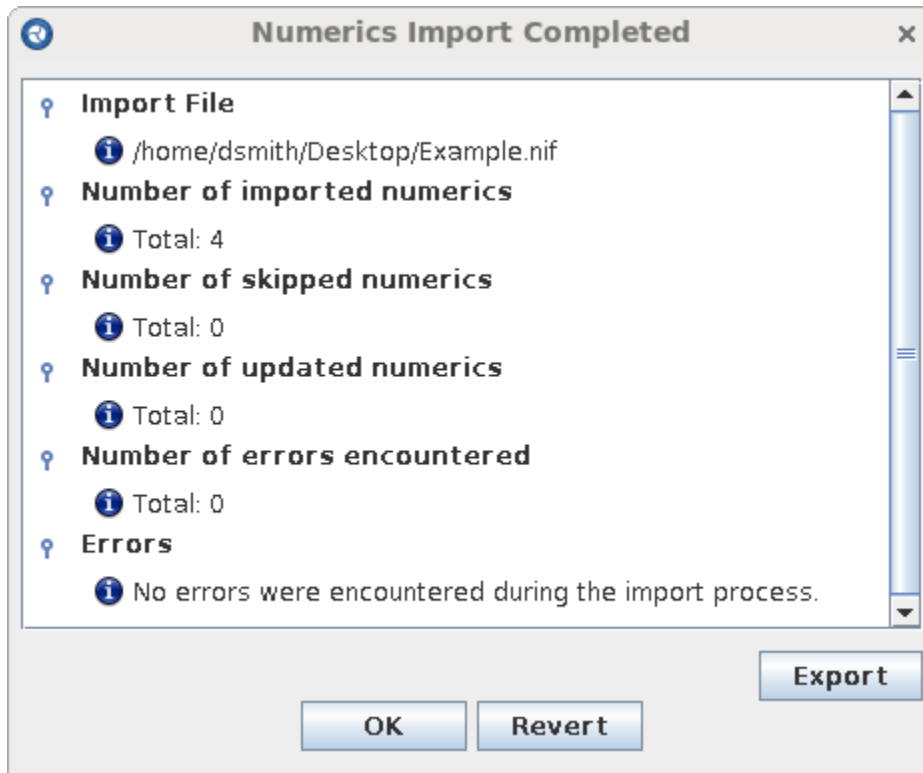 Numerics Import Completed
Import File
/home/dsmith/Desktop/Example.nif
Number of imported numerics
Total: 4
Number of skipped numerics
Total: 0
Number of updated numerics
Total: 0
Number of errors encountered
Total: 0
Errors
No errors were encountered during the import process.
Export
OK Revert